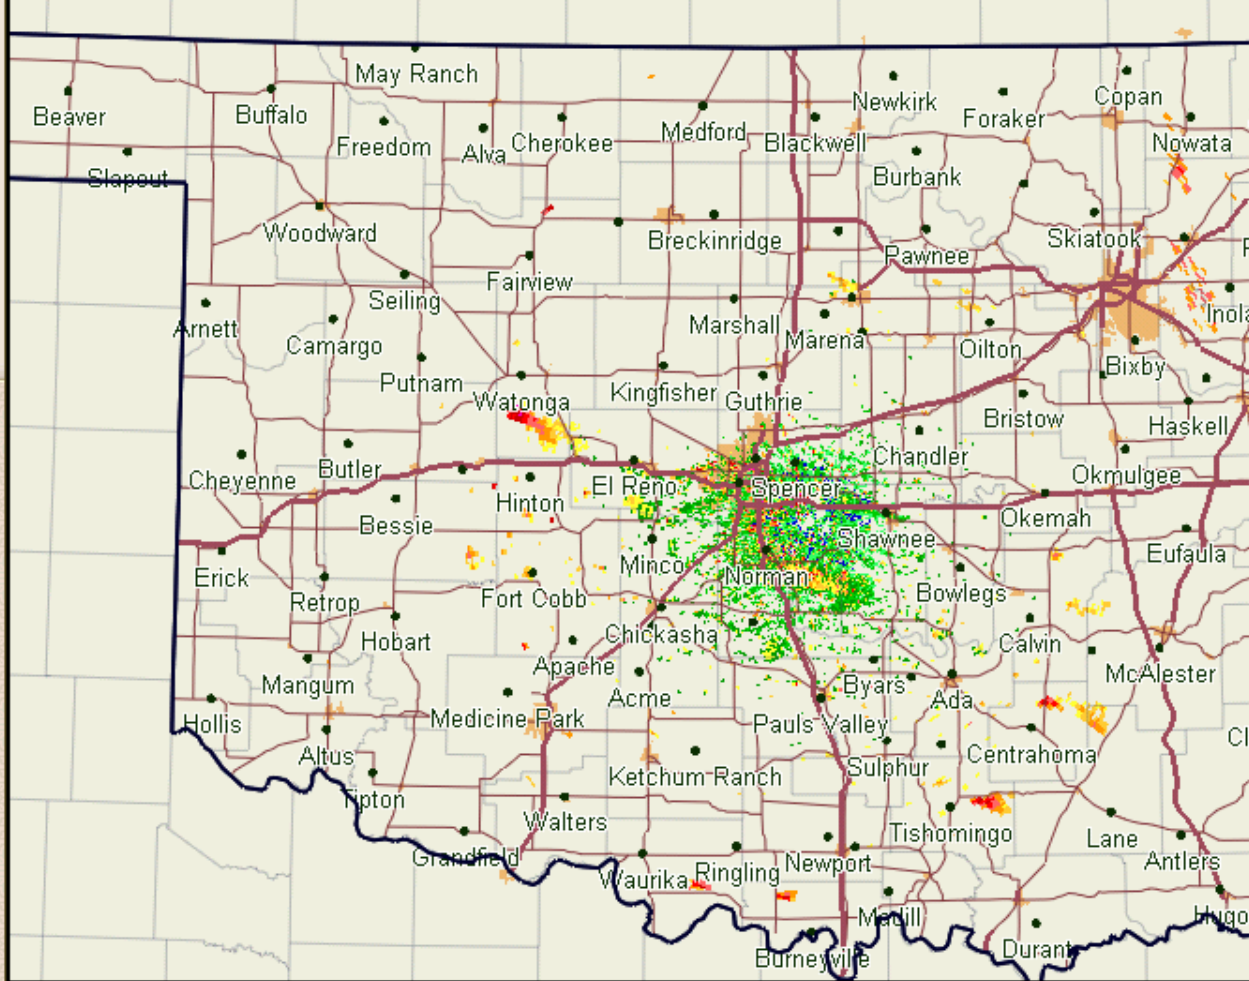 May Ranch
Beaver
Buffalo
Newkirk
Copan
Freedom
Alva
Cherokee
Medford
Blackwell
Foraker
Nowata
Slapout
Burbank
Woodward
Breckinridge
Skiatook
Pawnee
Fairview
Seiling
Arnett
Marshall
Marena
Inola
Camargo
Oilton
Putnam
Kingfisher
Bixby
Watonga
Guthrie
Bristow
Haskell
Cheyenne
Butler
Chandler
Okmulgee
El Reno
Spencer
Hinton
Bessie
Okemah
Shawnee
Eufaula
Erick
Minco
Norman
Retrop
Fort Cobb
Bowlegs
Hobart
Chickasha
Calvin
Apache
McAlester
Mangum
Acme
Byars
Ada
Hollis
Medicine Park
Pauls Valley
Altus
Ketchum Ranch
Sulphur
Centrahoma
Cl
Tipton
Walters
Tishomingo
Lane
Grandfield
Waurika
Ringling
Newport
Antlers
Madill
Hugo
Durant
Burneyville